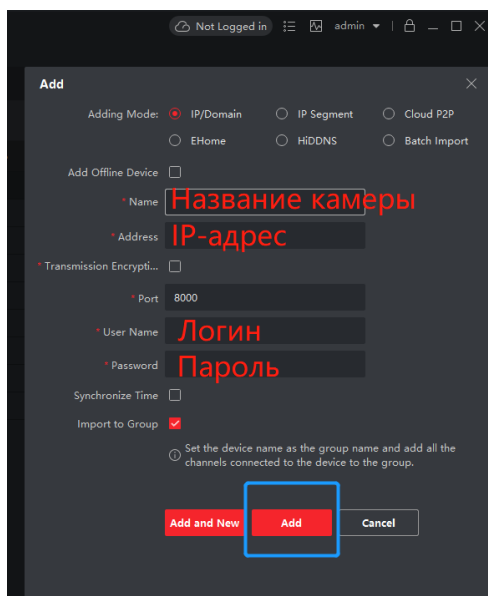 Not Logged in admin
Add
Adding Mode: IP/Domain IP Segment Cloud P2P
EHome HiDDNS Batch Import
Add Offline Device
* Name Название камеры
* Address IP-адрес
* Transmission Encrypti...
* Port 8000
* User Name Логин
* Password Пароль
Synchronize Time
Import to Group
Set the device name as the group name and add all the
channels connected to the device to the group.
Add and New Add Cancel